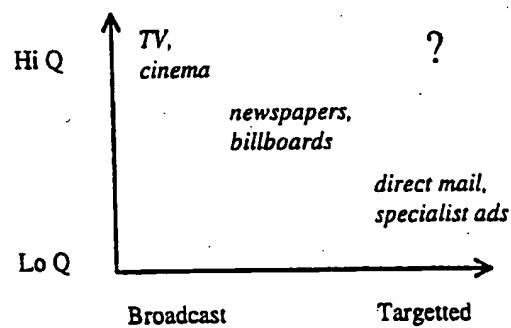 Hi Q
TV,
cinema
?
newspapers,
billboards
direct mail,
specialist ads
Lo Q
Broadcast
Targetted